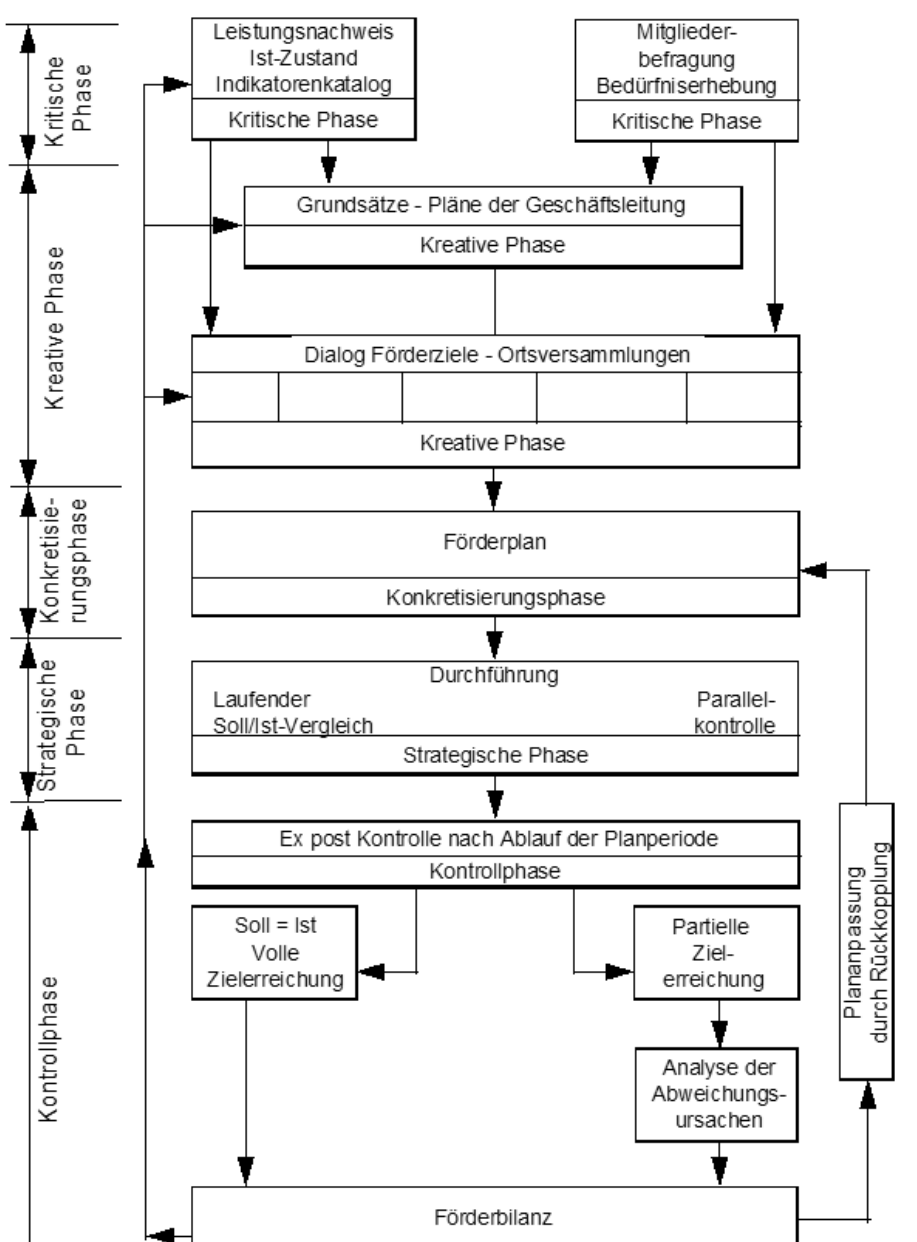 Leistungsnachweis
Ist-Zustand
Indikatorenkatalog
Kritische Phase
Mitglieder-
befragung
Bedürfniserhebung
Kritische Phase
Kritische
Phase
Grundsätze - Pläne der Geschäftsleitung
Kreative Phase
Kreative Phase
Dialog Förderziele - Ortsversammlungen
Kreative Phase
Konkretisie-
rungsphase
Förderplan
Konkretisierungsphase
Strategische
Phase
Durchführung
Laufender
Soll/Ist-Vergleich
Parallel-
kontrolle
Strategische Phase
Kontrollphase
Ex post Kontrolle nach Ablauf der Planperiode
Kontrollphase
Soll = Ist
Volle
Zielerreichung
Partielle
Ziel-
erreichung
Analyse der
Abweichungs-
ursachen
Plananpassung
durch Rückkopplung
Förderbilanz